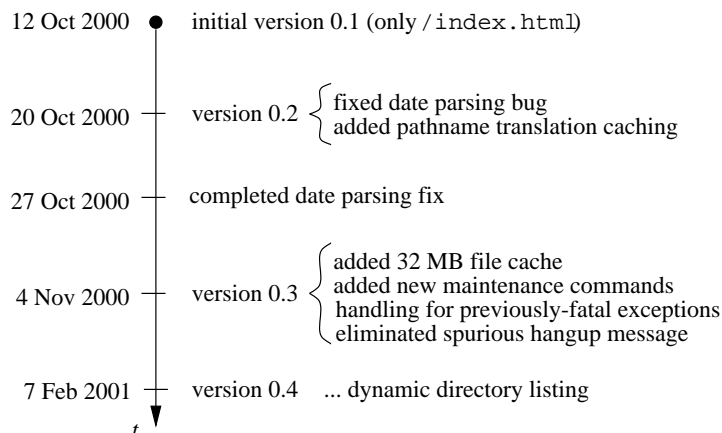 12 Oct 2000 initial version 0.1 (only /index.html)
20 Oct 2000 version 0.2 fixed date parsing bug
added pathname translation caching
27 Oct 2000 completed date parsing fix
4 Nov 2000 version 0.3 added 32 MB file cache
added new maintenance commands
handling for previously-fatal exceptions
eliminated spurious hangup message
7 Feb 2001 version 0.4 ... dynamic directory listing
t